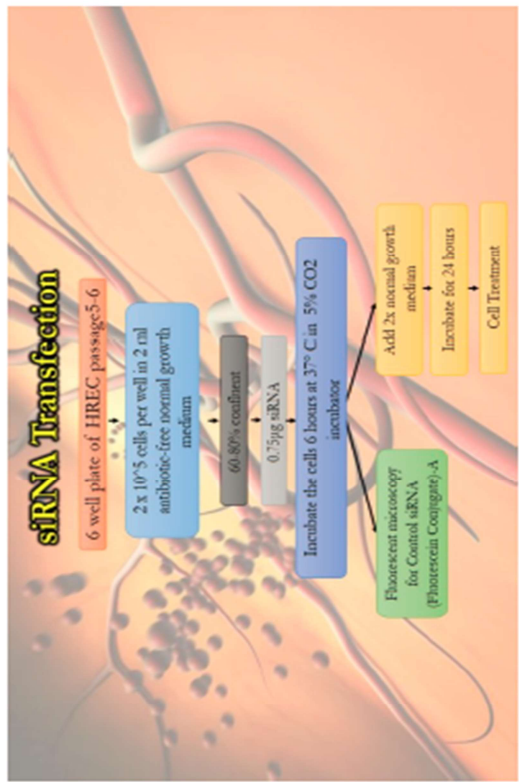 siRNA Transfection
6 well plate of HREC passage5-6
2 x 10^5 cells per well in 2 ml
antibiotic-free normal growth
medium
60-80% confluent
0.75µg siRNA
Incubate the cells 6 hours at 37° C in 5% CO2
incubator
Fluorescent microscopy
for Control siRNA
(Fluorescein Conjugate)-A
Add 2x normal growth
medium
Incubate for 24 hours
Cell Treatment